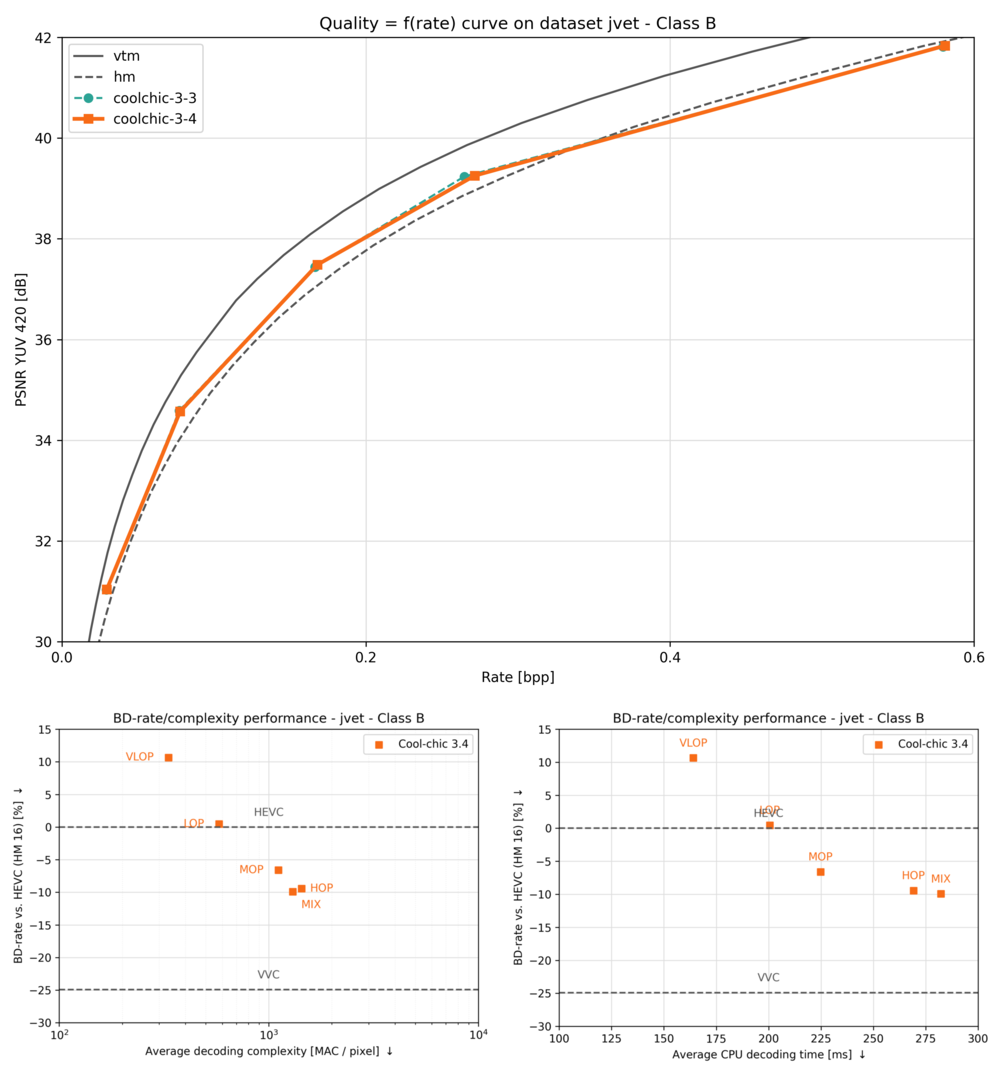 Quality = f(rate) curve on dataset jvet - Class B
vtm
hm
coolchic-3-3
coolchic-3-4
PSNR YUV 420 [dB]
42
40
38
36
34
32
30
0.0
0.2
0.4
0.6
Rate [bpp]
BD-rate/complexity performance - jvet - Class B
Cool-chic 3.4
BD-rate vs. HEVC (HM 16) [%] ↓
15
10
5
0
−5
−10
−15
−20
−25
−30
VLOP
LOP
HEVC
MOP
HOP
MIX
VVC
10²
10³
10⁴
Average decoding complexity [MAC / pixel] ↓
BD-rate/complexity performance - jvet - Class B
Cool-chic 3.4
BD-rate vs. HEVC (HM 16) [%] ↓
15
10
5
0
−5
−10
−15
−20
−25
−30
VLOP
LOP
HEVC
MOP
HOP
MIX
VVC
100
125
150
175
200
225
250
275
300
Average CPU decoding time [ms] ↓